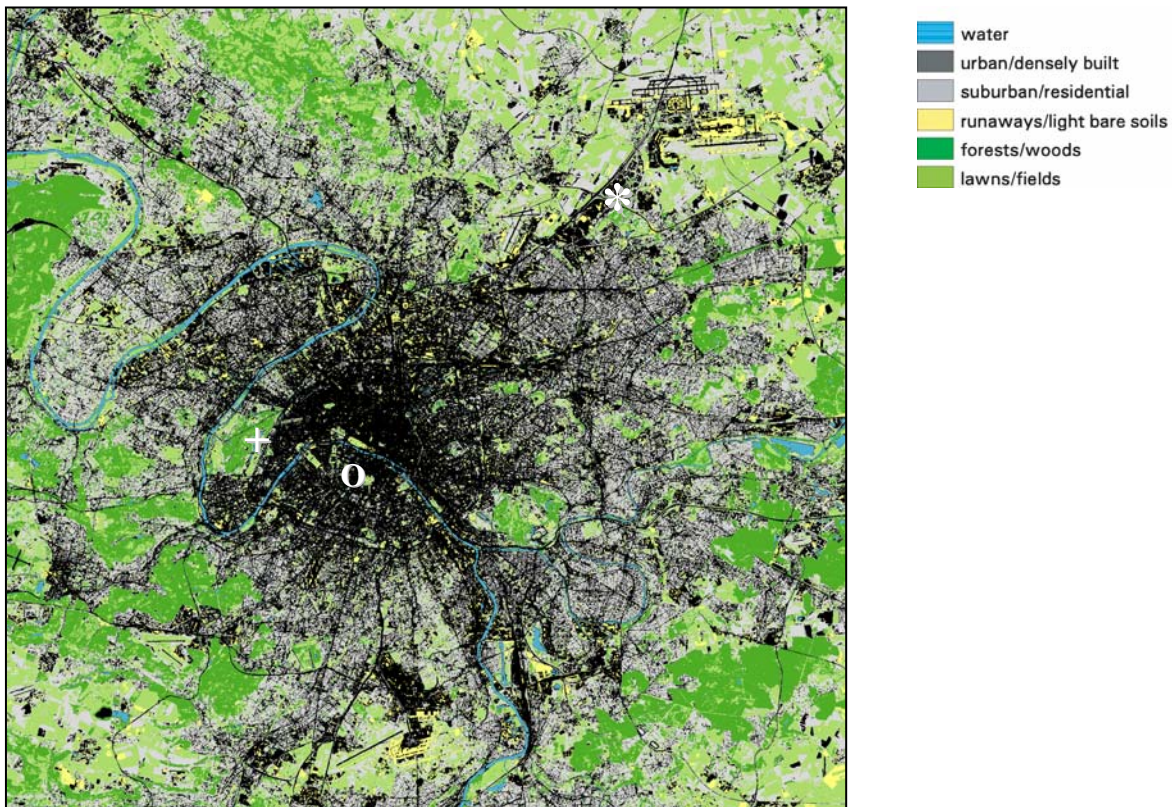 water
urban/densely built
suburban/residential
runaways/light bare soils
forests/woods
lawns/fields
*
+
o